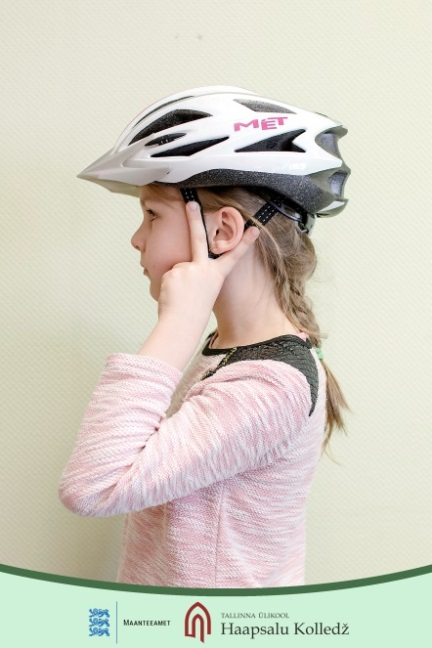 MET
MAANTEEAMET
TALLINNA ÜLIKOOL
Haapsalu Kolledž